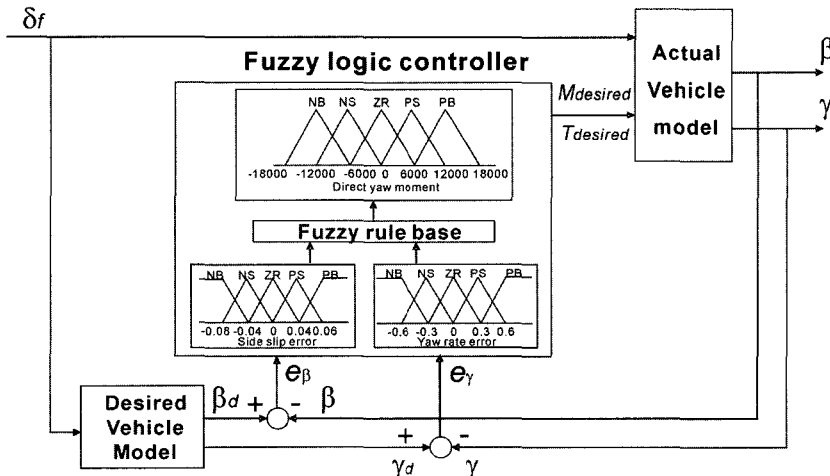 δf
Fuzzy logic controller
NB NS ZR PS PB
-18000 -12000 -6000 0 6000 12000 18000
Direct yaw moment
Fuzzy rule base
NB NS ZR PS PB
-0.08 -0.04 0 0.04 0.06
Side slip error
NB NS ZR PS PB
-0.6 -0.3 0 0.3 0.6
Yaw rate error
Mdesired
Tdesired
Actual
Vehicle
model
β
γ
eβ
eγ
Desired
Vehicle
Model
βd + - β
+ -
γd γ